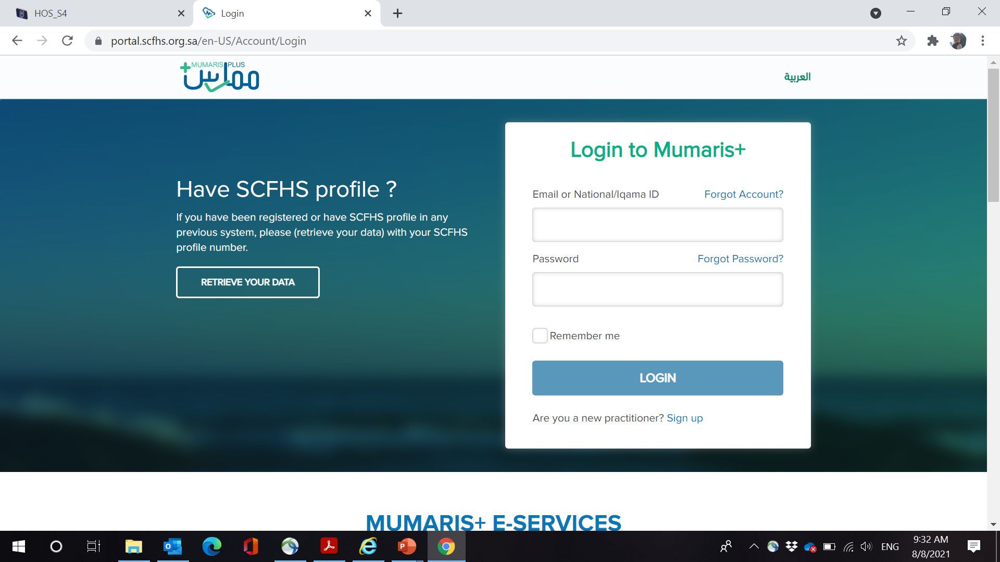 HOS_S4
Login
portal.scfhs.org.sa/en-US/Account/Login
MUMARIS PLUS
ممارس
العربية
Login to Mumaris+
Have SCFHS profile ?
If you have been registered or have SCFHS profile in any
previous system, please (retrieve your data) with your SCFHS
profile number.
RETRIEVE YOUR DATA
Email or National/Iqama ID
Forgot Account?
Password
Forgot Password?
Remember me
LOGIN
Are you a new practitioner? Sign up
MUMARIS+ E-SERVICES
ENG
9:32 AM
8/8/2021